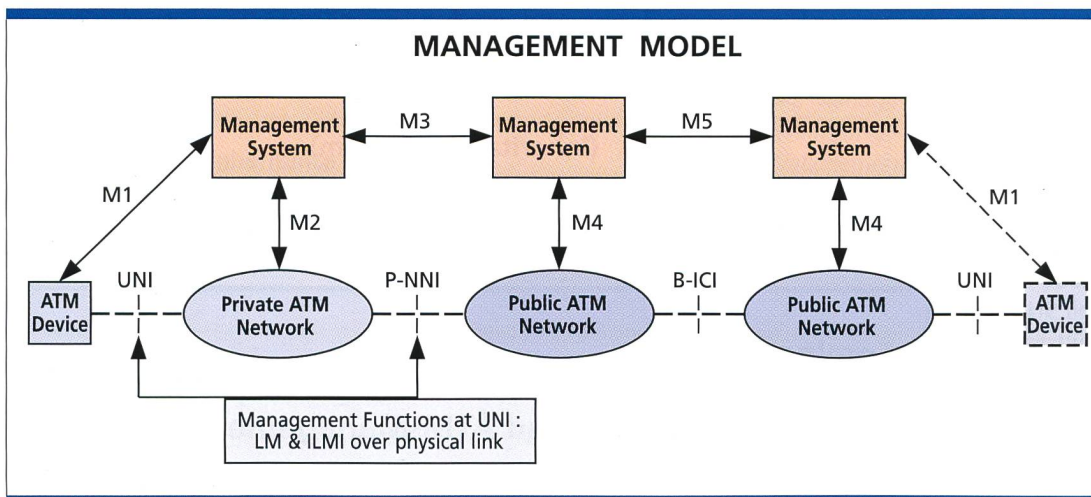 MANAGEMENT MODEL
Management
System
M3
Management
System
M5
Management
System
M1
M2
M4
M4
M1
ATM
Device
UNI
Private ATM
Network
P-NNI
Public ATM
Network
B-ICI
Public ATM
Network
UNI
ATM
Device
Management Functions at UNI :
LM & ILMI over physical link